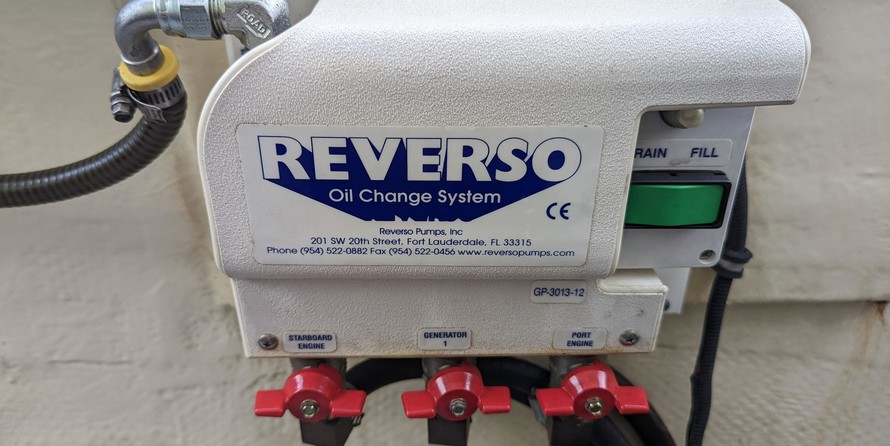 REVERSO
Oil Change System
CE
Reverso Pumps, Inc
201 SW 20th Street, Fort Lauderdale, FL 33315
Phone (954) 522-0882 Fax (954) 522-0456 www.reversopumps.com
RAIN FILL
GP-3013-12
STARBOARD
ENGINE
GENERATOR
1
PORT
ENGINE